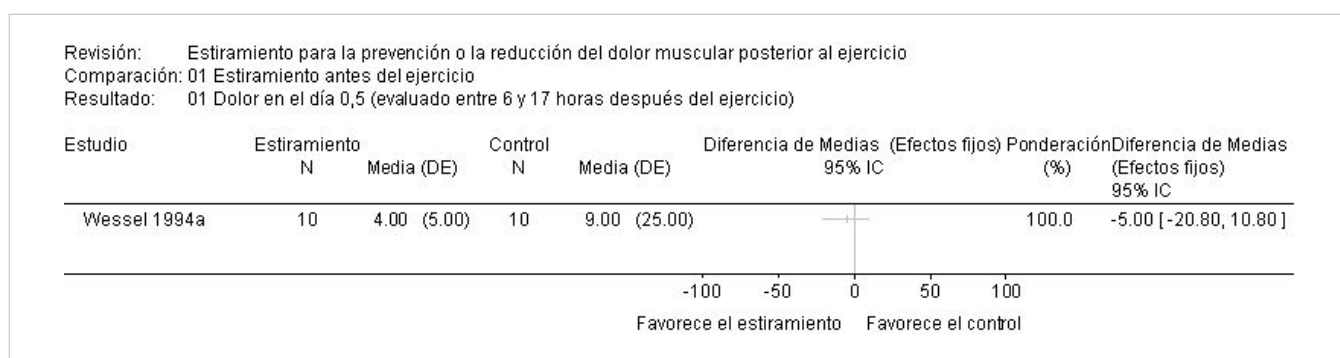 Revisión: Estiramiento para la prevención o la reducción del dolor muscular posterior al ejercicio
Comparación: 01 Estiramiento antes del ejercicio
Resultado: 01 Dolor en el día 0,5 (evaluado entre 6 y 17 horas después del ejercicio)
Estudio Estiramiento Control Diferencia de Medias (Efectos fijos) Ponderación Diferencia de Medias
N Media (DE) N Media (DE) 95% IC (%) (Efectos fijos)
95% IC
Wessel 1994a 10 4.00 (5.00) 10 9.00 (25.00) 100.0 -5.00 [ -20.80, 10.80 ]
-100 -50 0 50 100
Favorece el estiramiento Favorece el control